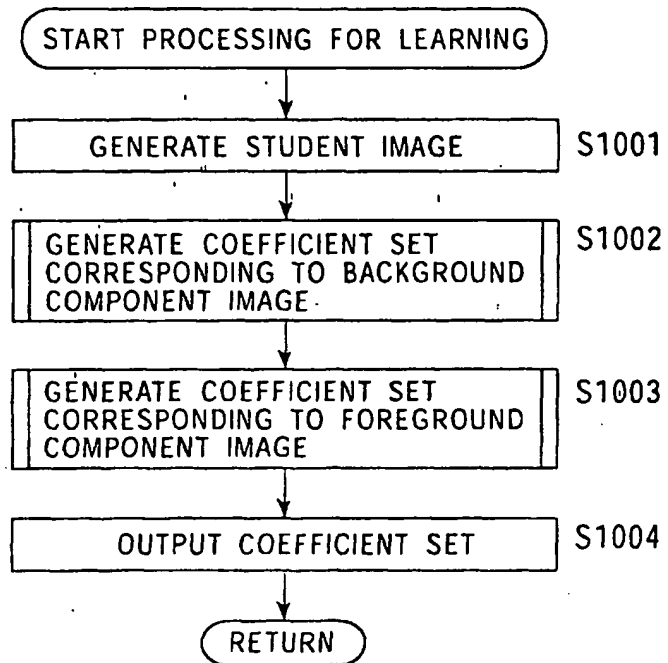 START PROCESSING FOR LEARNING
GENERATE STUDENT IMAGE
S1001
GENERATE COEFFICIENT SET
CORRESPONDING TO BACKGROUND
COMPONENT IMAGE
S1002
GENERATE COEFFICIENT SET
CORRESPONDING TO FOREGROUND
COMPONENT IMAGE
S1003
OUTPUT COEFFICIENT SET
S1004
RETURN